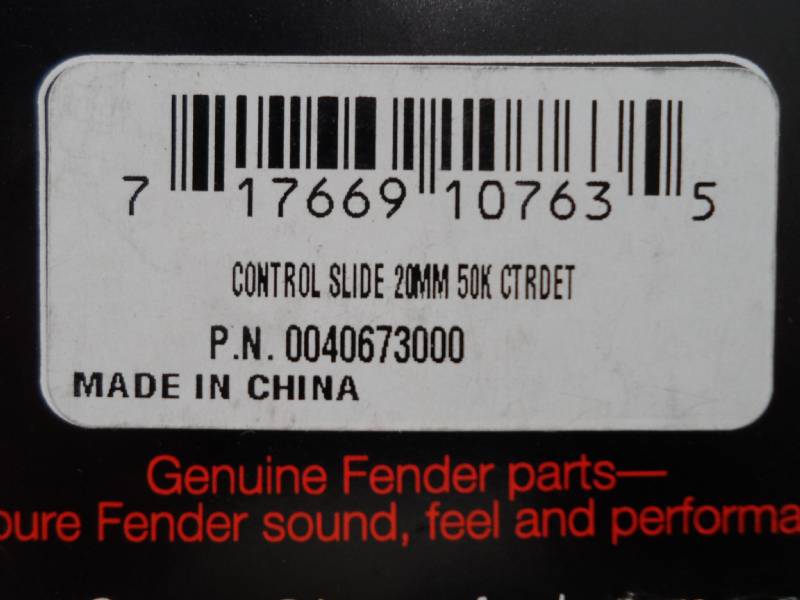 7 17669 10763 5
CONTROL SLIDE 20MM 50K CTRDET
P.N. 0040673000
MADE IN CHINA
Genuine Fender parts—
pure Fender sound, feel and performa